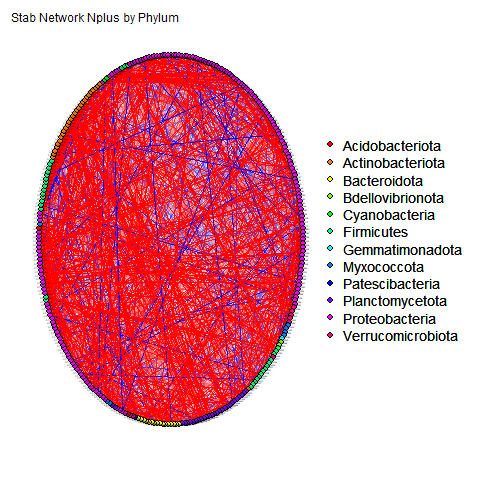 Stab Network Nplus by Phylum
Acidobacteriota
Actinobacteriota
Bacteroidota
Bdellovibrionota
Cyanobacteria
Firmicutes
Gemmatimonadota
Myxococcota
Patescibacteria
Planctomycetota
Proteobacteria
Verrucomicrobiota